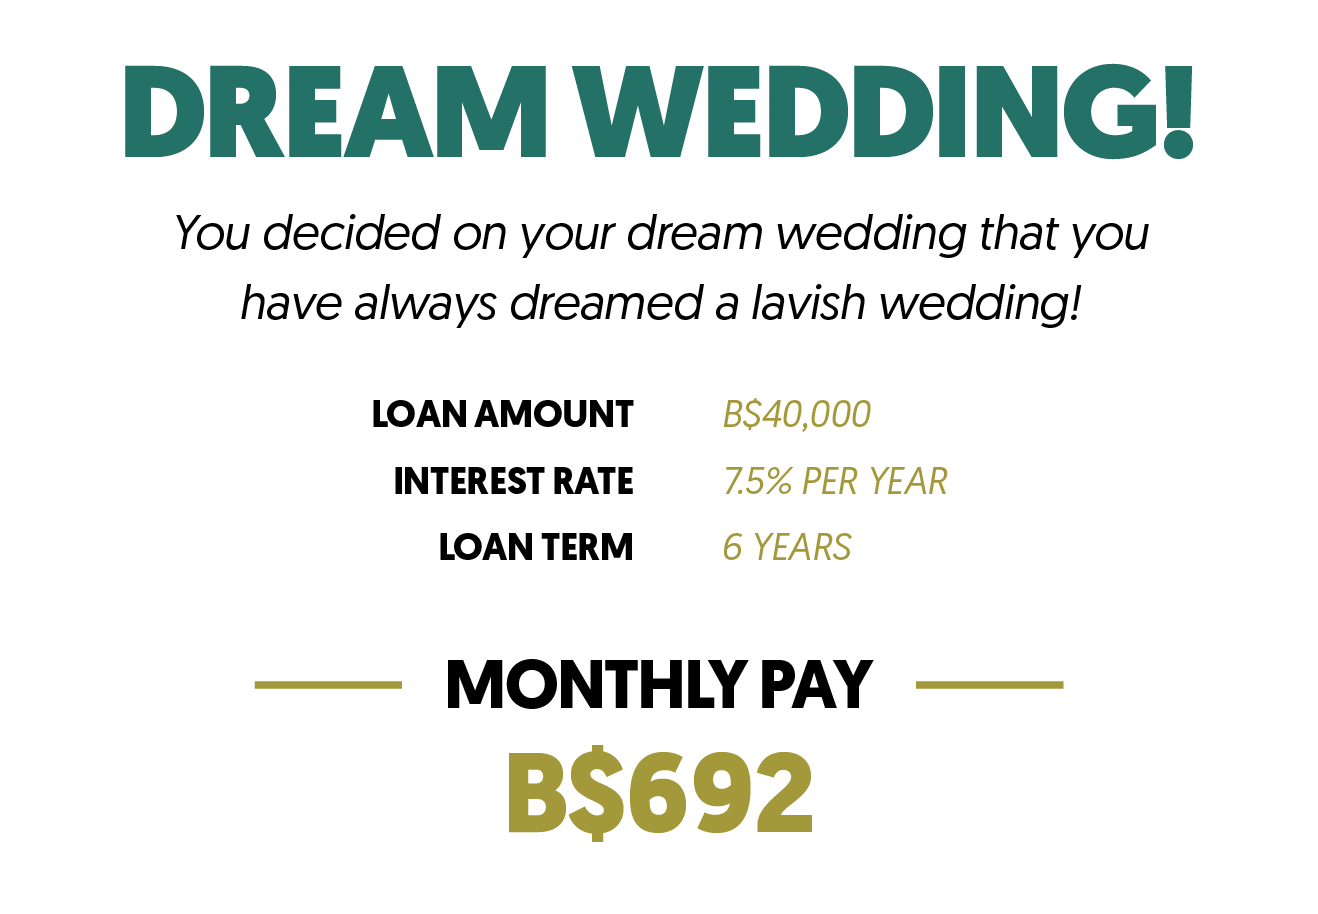 DREAM WEDDING!
You decided on your dream wedding that you
have always dreamed a lavish wedding!
LOAN AMOUNT B$40,000
INTEREST RATE 7.5% PER YEAR
LOAN TERM 6 YEARS
MONTHLY PAY
B$692